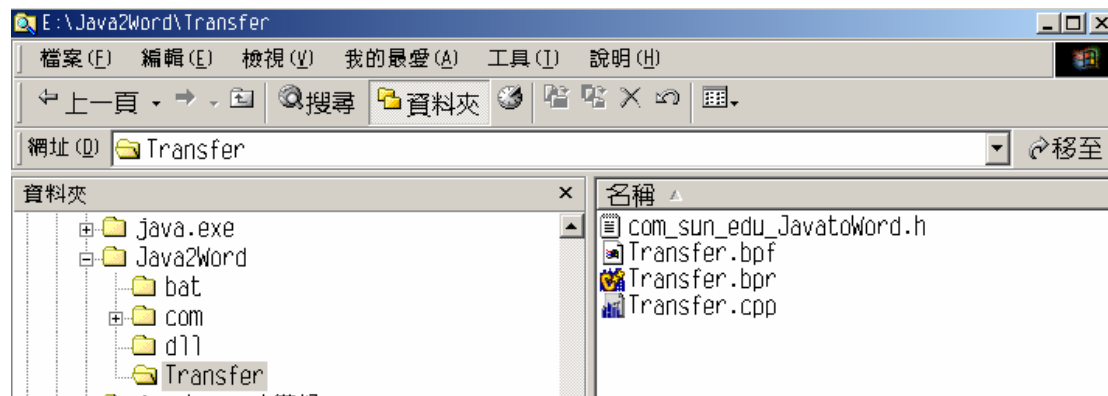 E:\Java2Word\Transfer
檔案(F) 編輯(E) 檢視(V) 我的最愛(A) 工具(T) 說明(H)
上一頁 搜尋 資料夾
網址(D) Transfer 移至
資料夾
java.exe
Java2Word
bat
com
dll
Transfer
名稱
com_sun_edu_JavatoWord.h
Transfer.bpf
Transfer.bpr
Transfer.cpp